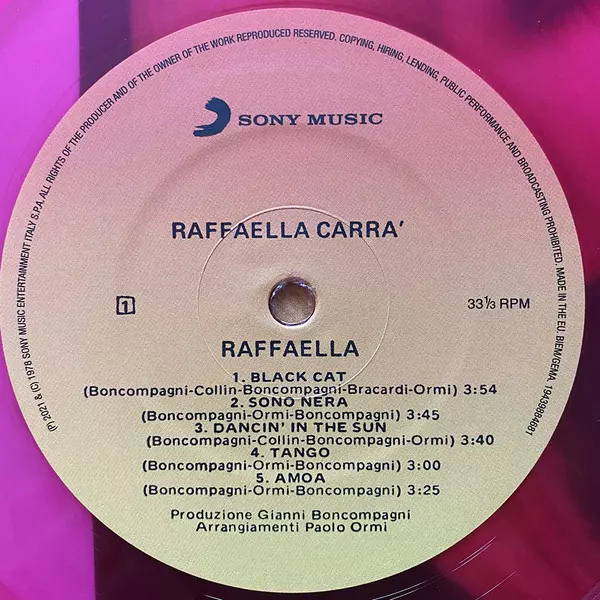 (P) 2021 & (C) 1978 SONY MUSIC ENTERTAINMENT ITALY S.P.A. ALL RIGHTS OF THE PRODUCER AND OF THE OWNER OF THE WORK REPRODUCED RESERVED. COPYING, HIRING, LENDING, PUBLIC PERFORMANCE AND BROADCASTING PROHIBITED. MADE IN THE EU. BIEM/GEMA. 19439884681
SONY MUSIC
RAFFAELLA CARRA'
1
33⅓ RPM
RAFFAELLA
1. BLACK CAT
(Boncompagni-Collin-Boncompagni-Bracardi-Ormi) 3:54
2. SONO NERA
(Boncompagni-Ormi-Boncompagni) 3:45
3. DANCIN' IN THE SUN
(Boncompagni-Collin-Boncompagni-Ormi) 3:40
4. TANGO
(Boncompagni-Ormi-Boncompagni) 3:00
5. AMOA
(Boncompagni-Ormi-Boncompagni) 3:25
Produzione Gianni Boncompagni
Arrangiamenti Paolo Ormi